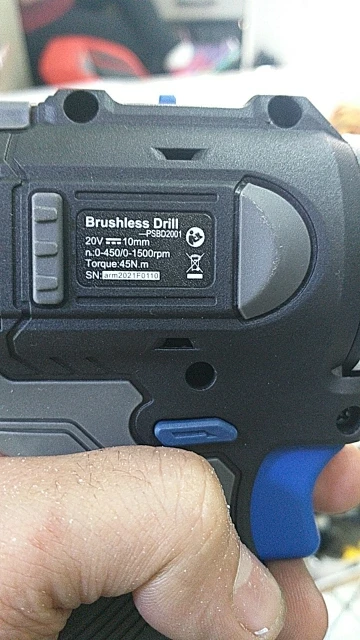 Brushless Drill
—PSBD2001
20V ⎓ 10mm
n₀:0-450/0-1500rpm
Torque:45N.m
SN: arm2021F0110